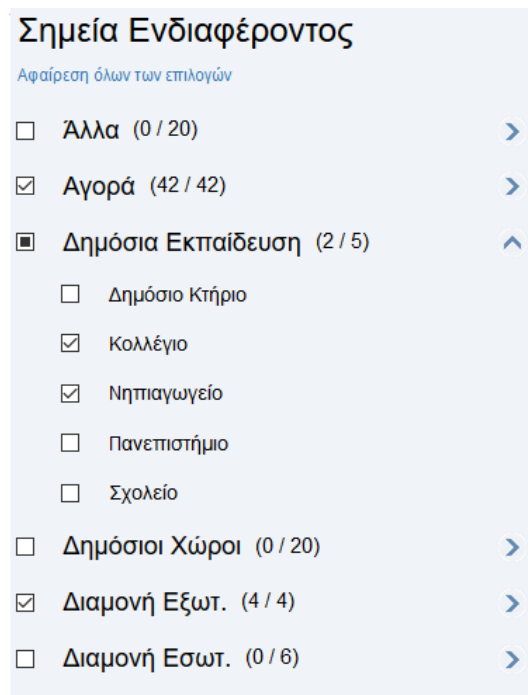 Σημεία Ενδιαφέροντος
Αφαίρεση όλων των επιλογών
Άλλα (0 / 20)
Αγορά (42 / 42)
Δημόσια Εκπαίδευση (2 / 5)
Δημόσιο Κτήριο
Κολλέγιο
Νηπιαγωγείο
Πανεπιστήμιο
Σχολείο
Δημόσιοι Χώροι (0 / 20)
Διαμονή Εξωτ. (4 / 4)
Διαμονή Εσωτ. (0 / 6)